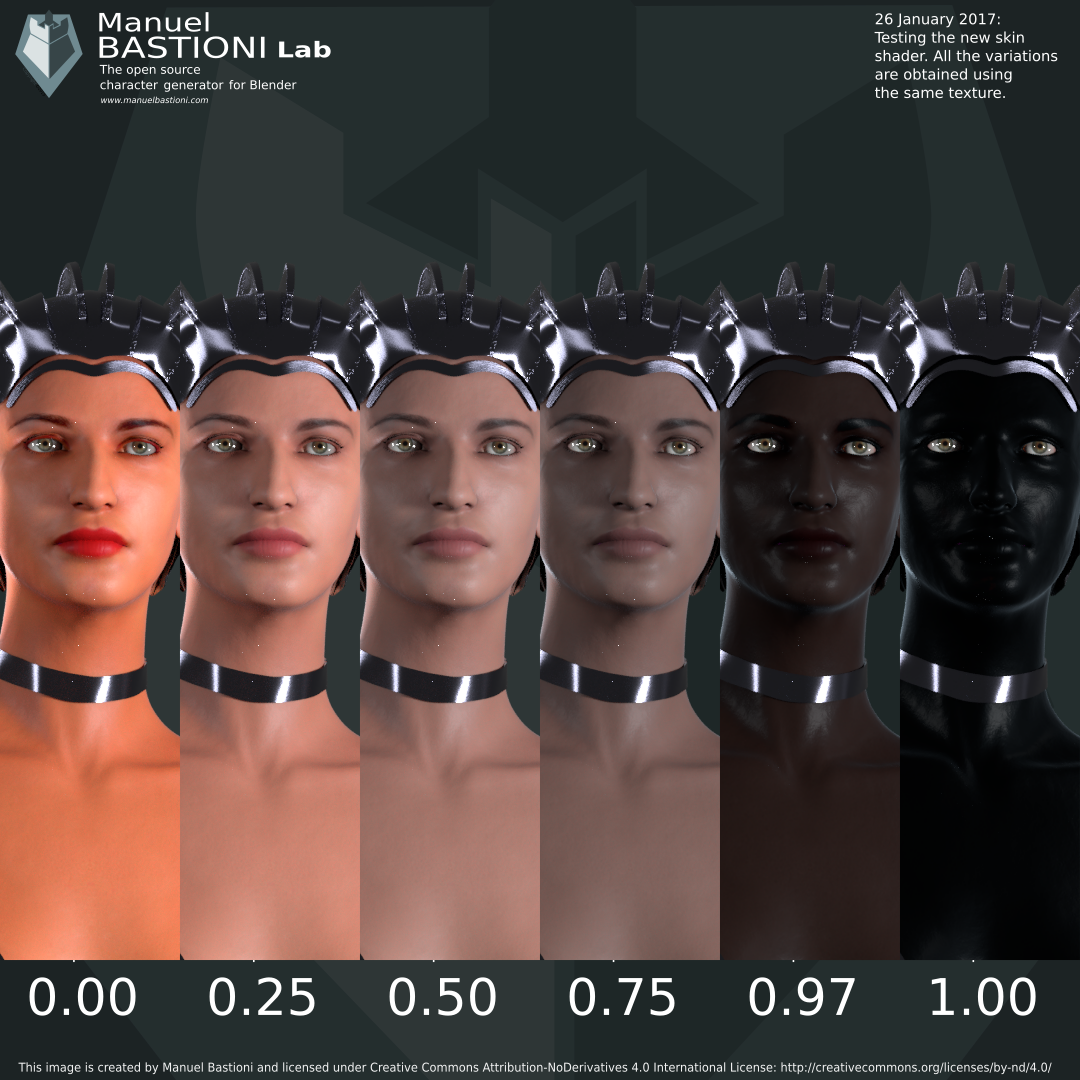 Manuel
BASTIONI Lab
The open source
character generator for Blender
www.manuelbastioni.com
26 January 2017:
Testing the new skin
shader. All the variations
are obtained using
the same texture.
0.00 0.25 0.50 0.75 0.97 1.00
This image is created by Manuel Bastioni and licensed under Creative Commons Attribution-NoDerivatives 4.0 International License: http://creativecommons.org/licenses/by-nd/4.0/